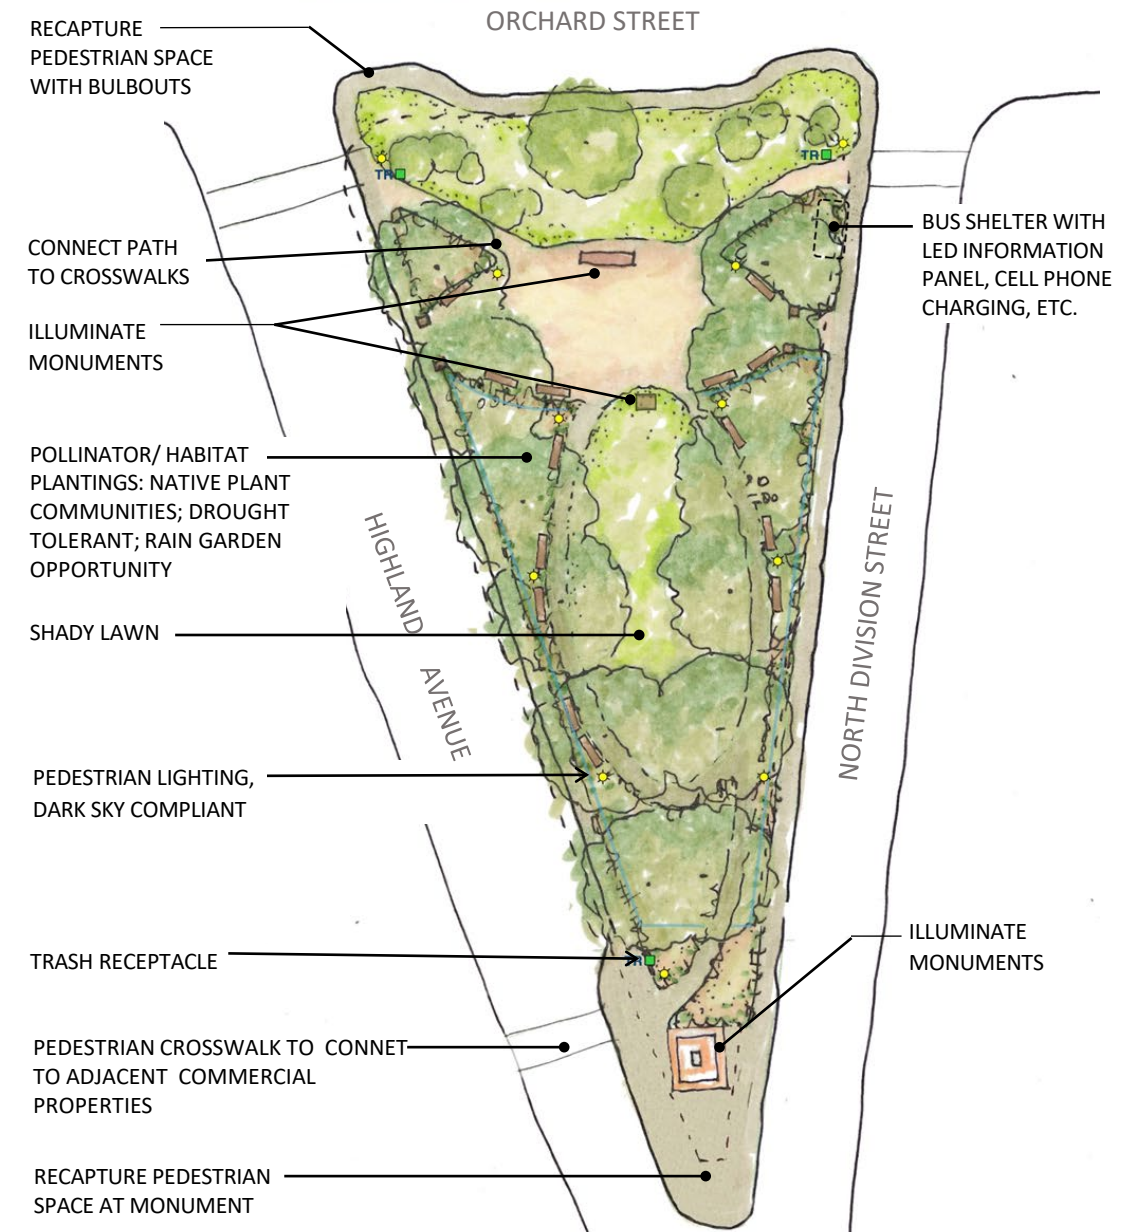 ORCHARD STREET
RECAPTURE
PEDESTRIAN SPACE
WITH BULBOUTS
TR
TR
BUS SHELTER WITH
LED INFORMATION
PANEL, CELL PHONE
CHARGING, ETC.
CONNECT PATH
TO CROSSWALKS
ILLUMINATE
MONUMENTS
POLLINATOR/ HABITAT
PLANTINGS: NATIVE PLANT
COMMUNITIES; DROUGHT
TOLERANT; RAIN GARDEN
OPPORTUNITY
HIGHLAND AVENUE
NORTH DIVISION STREET
SHADY LAWN
PEDESTRIAN LIGHTING,
DARK SKY COMPLIANT
ILLUMINATE
MONUMENTS
TRASH RECEPTACLE
TR
PEDESTRIAN CROSSWALK TO CONNET
TO ADJACENT COMMERCIAL
PROPERTIES
RECAPTURE PEDESTRIAN
SPACE AT MONUMENT